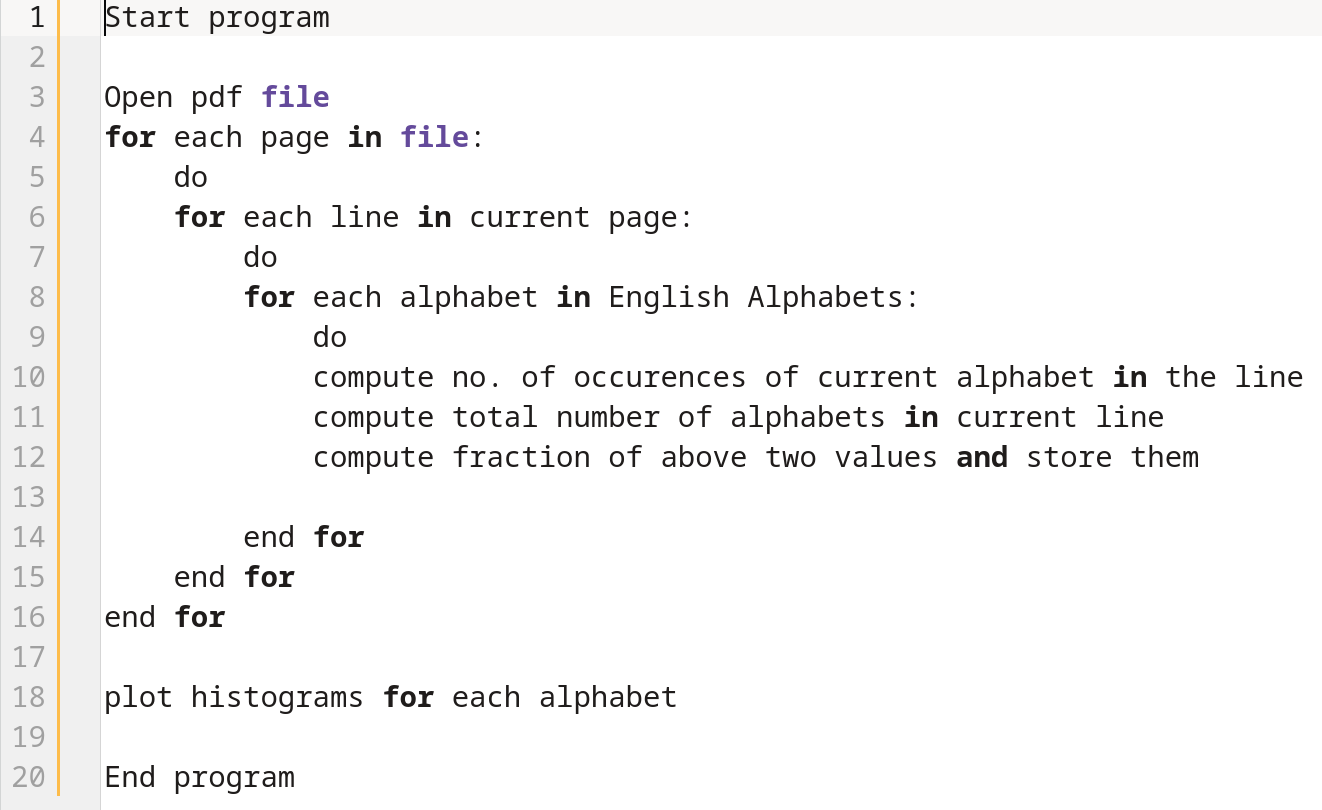 1 Start program
2
3 Open pdf file
4 for each page in file:
5     do
6     for each line in current page:
7         do
8         for each alphabet in English Alphabets:
9             do
10             compute no. of occurences of current alphabet in the line
11             compute total number of alphabets in current line
12             compute fraction of above two values and store them
13
14         end for
15     end for
16 end for
17
18 plot histograms for each alphabet
19
20 End program